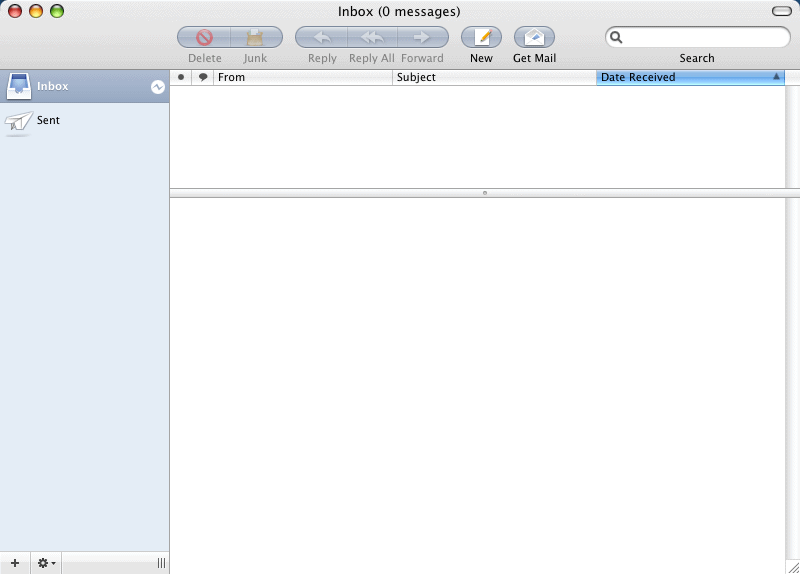 Inbox (0 messages)
Delete Junk Reply Reply All Forward New Get Mail Search
Inbox From Subject Date Received
Sent